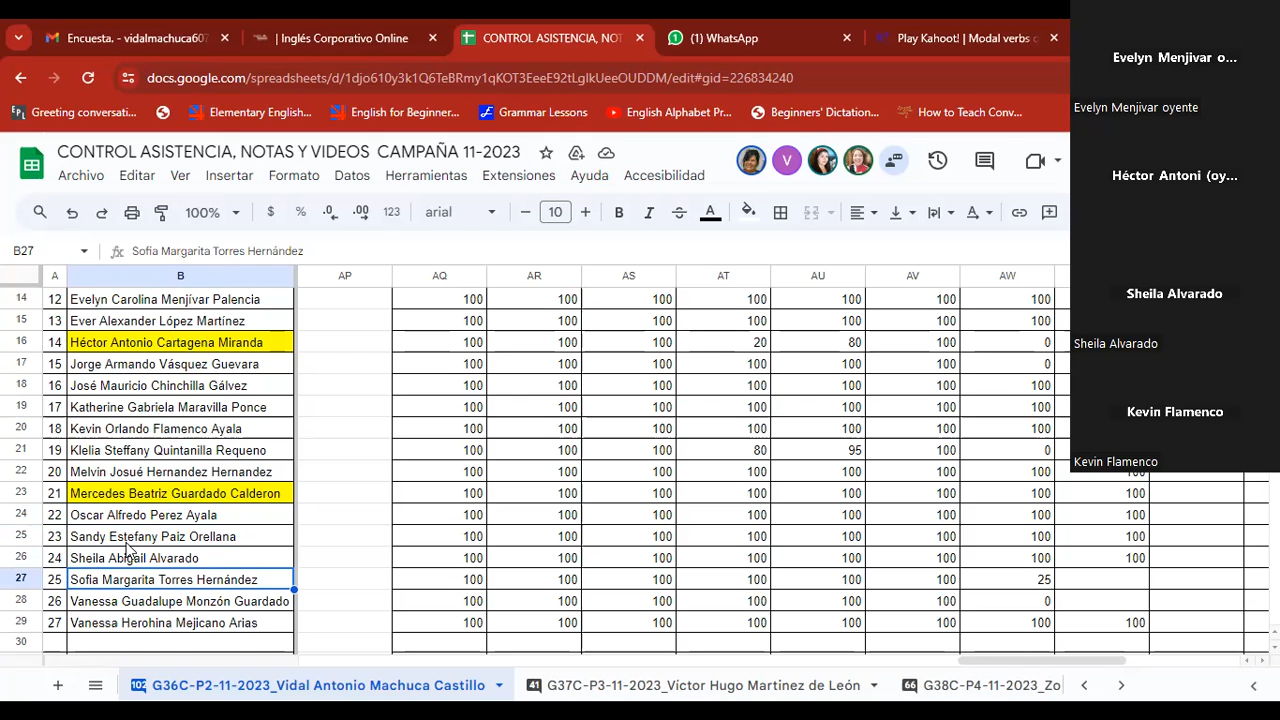 Encuesta. - vidalmachuca607
| Inglés Corporativo Online
CONTROL ASISTENCIA, NOT
(1) WhatsApp
Play Kahoot! | Modal verbs
docs.google.com/spreadsheets/d/1djo610y3k1Q6TeBRmy1qKOT3EeeE92tLglkUeeOUDDM/edit#gid=226834240
Greeting conversati...
Elementary English...
English for Beginner...
Grammar Lessons
English Alphabet Pr...
Beginners' Dictation...
How to Teach Conv...
CONTROL ASISTENCIA, NOTAS Y VIDEOS CAMPAÑA 11-2023
V
Archivo Editar Ver Insertar Formato Datos Herramientas Extensiones Ayuda Accesibilidad
100% $ % .0 .00 123 arial 10 B I A
B27 fx Sofia Margarita Torres Hernández
A B AP AQ AR AS AT AU AV AW
14 12 Evelyn Carolina Menjívar Palencia 100 100 100 100 100 100 100
15 13 Ever Alexander López Martínez 100 100 100 100 100 100 100
16 14 Héctor Antonio Cartagena Miranda 100 100 100 20 80 100 0
17 15 Jorge Armando Vásquez Guevara 100 100 100 100 100 100 0
18 16 José Mauricio Chinchilla Gálvez 100 100 100 100 100 100 100
19 17 Katherine Gabriela Maravilla Ponce 100 100 100 100 100 100 100
20 18 Kevin Orlando Flamenco Ayala 100 100 100 100 100 100 100
21 19 Klelia Steffany Quintanilla Requeno 100 100 100 80 95 100 0
22 20 Melvin Josué Hernandez Hernandez 100 100 100 100 100 100 100 100
23 21 Mercedes Beatriz Guardado Calderon 100 100 100 100 100 100 100 100
24 22 Oscar Alfredo Perez Ayala 100 100 100 100 100 100 100 100
25 23 Sandy Estefany Paiz Orellana 100 100 100 100 100 100 100 100
26 24 Sheila Abigail Alvarado 100 100 100 100 100 100 100 100
27 25 Sofia Margarita Torres Hernández 100 100 100 100 100 100 25
28 26 Vanessa Guadalupe Monzón Guardado 100 100 100 100 100 100 0
29 27 Vanessa Herohina Mejicano Arias 100 100 100 100 100 100 100 100
30
102 G36C-P2-11-2023_Vidal Antonio Machuca Castillo
41 G37C-P3-11-2023_Victor Hugo Martinez de León
66 G38C-P4-11-2023_Zo
Evelyn Menjivar o...
Evelyn Menjivar oyente
Héctor Antoni (oy...
Sheila Alvarado
Sheila Alvarado
Kevin Flamenco
Kevin Flamenco